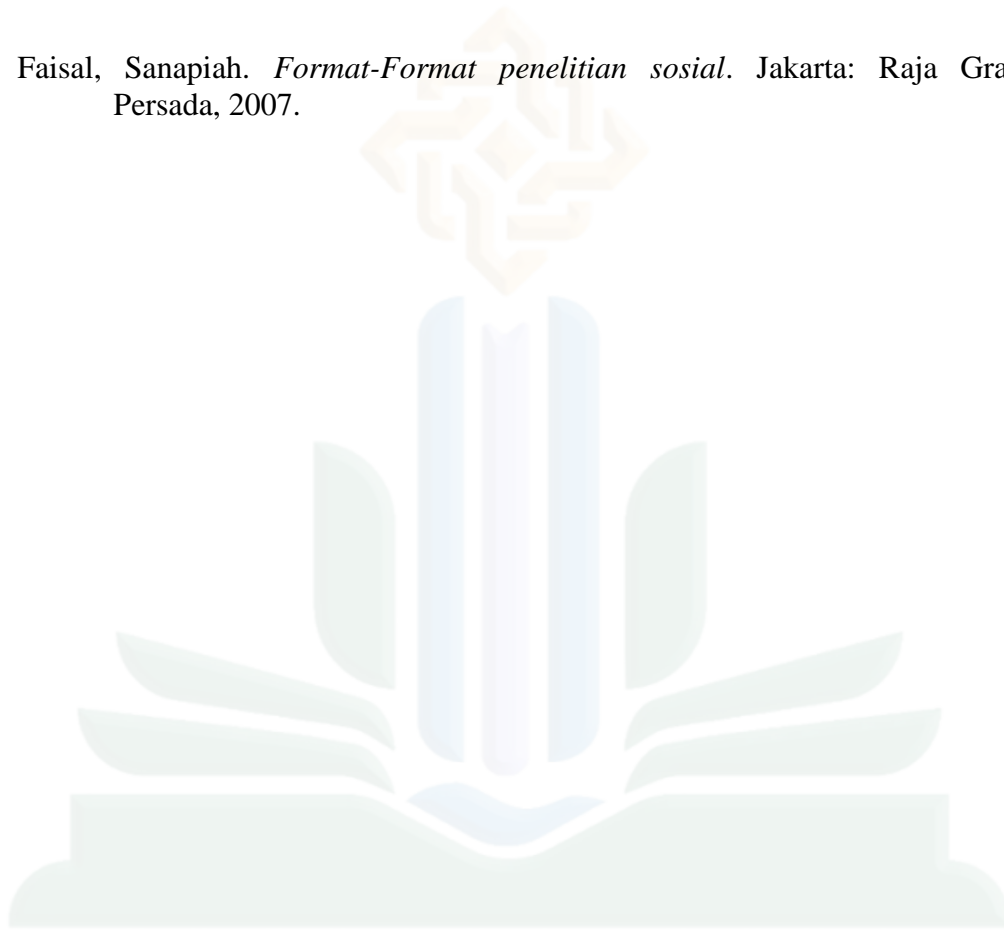 Faisal, Sanapiah. Format-Format penelitian sosial. Jakarta: Raja Gra
Persada, 2007.